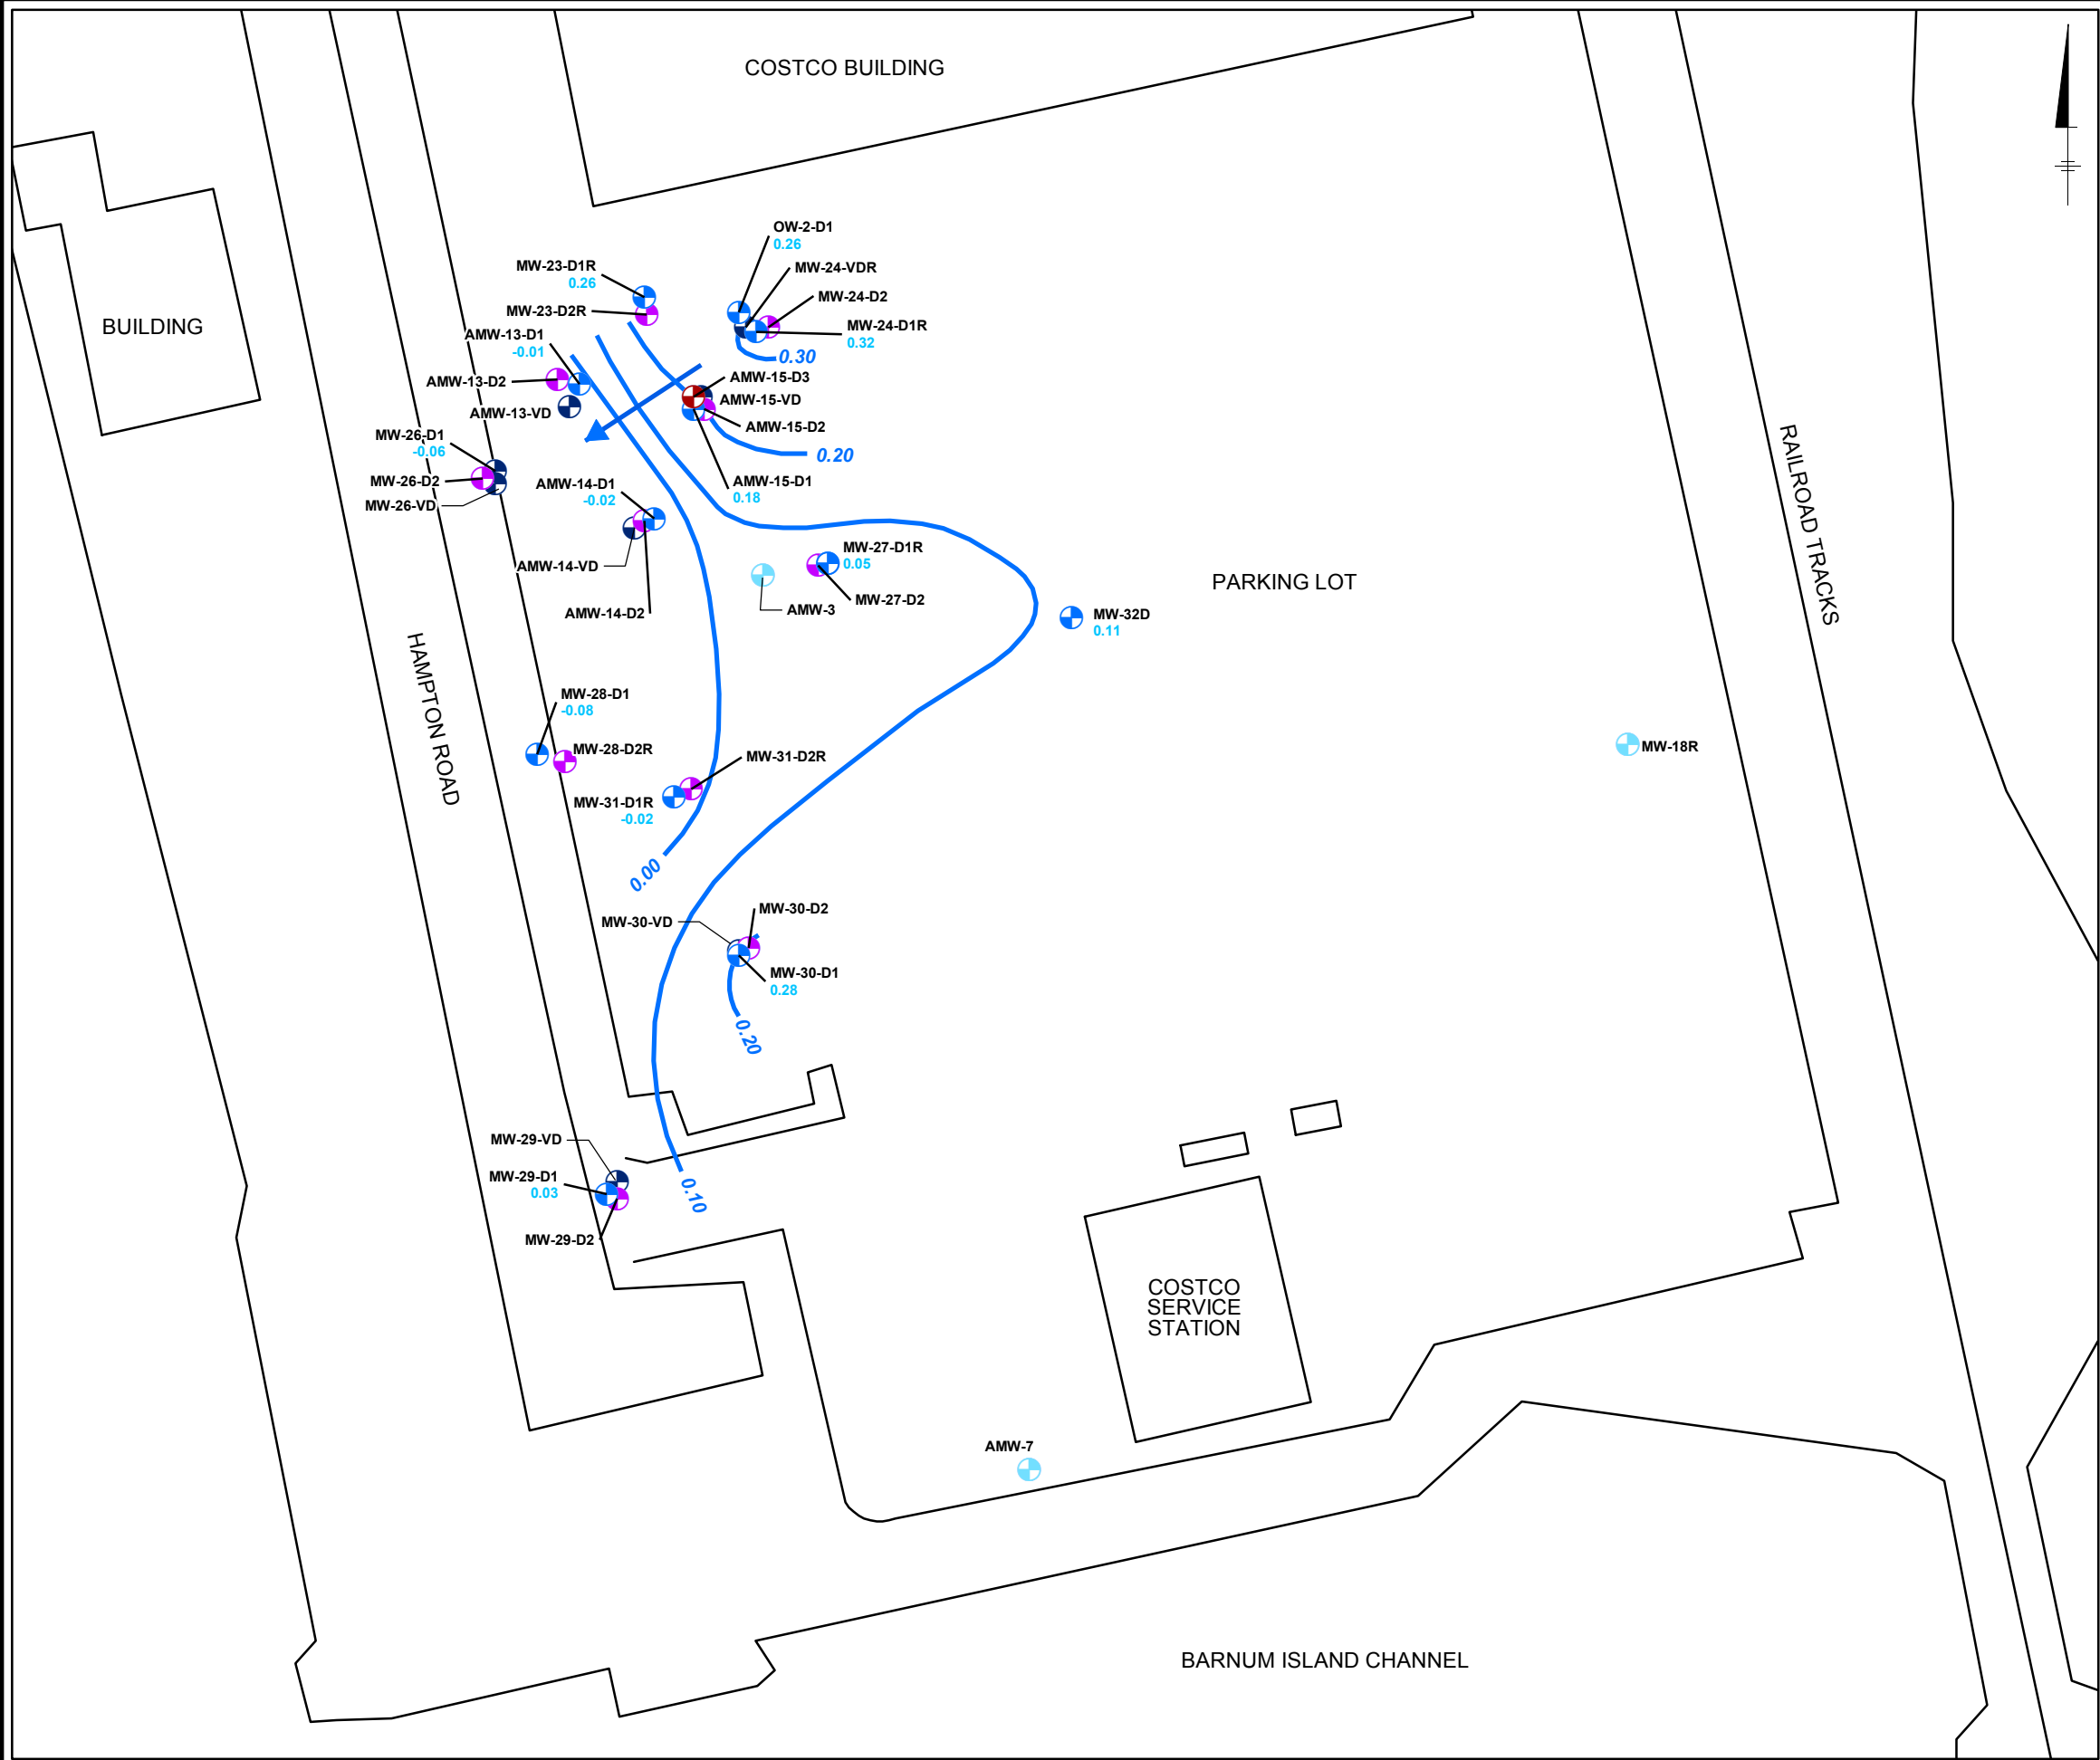 COSTCO BUILDING
BUILDING
OW-2-D1
0.26
MW-23-D1R
0.26
MW-24-VDR
MW-24-D2
MW-23-D2R
MW-24-D1R
0.32
AMW-13-D1
-0.01
0.30
AMW-15-D3
AMW-13-D2
AMW-15-VD
AMW-13-VD
AMW-15-D2
MW-26-D1
-0.06
0.20
MW-26-D2
AMW-14-D1
-0.02
AMW-15-D1
0.18
MW-26-VD
RAILROAD TRACKS
MW-27-D1R
0.05
AMW-14-VD
PARKING LOT
MW-27-D2
AMW-3
AMW-14-D2
MW-32D
0.11
HAMPTON ROAD
MW-28-D1
-0.08
MW-28-D2R
MW-18R
MW-31-D2R
MW-31-D1R
-0.02
0.00
MW-30-D2
MW-30-VD
MW-30-D1
0.28
0.20
MW-29-VD
MW-29-D1
0.03
0.10
MW-29-D2
COSTCO
SERVICE
STATION
AMW-7
BARNUM ISLAND CHANNEL